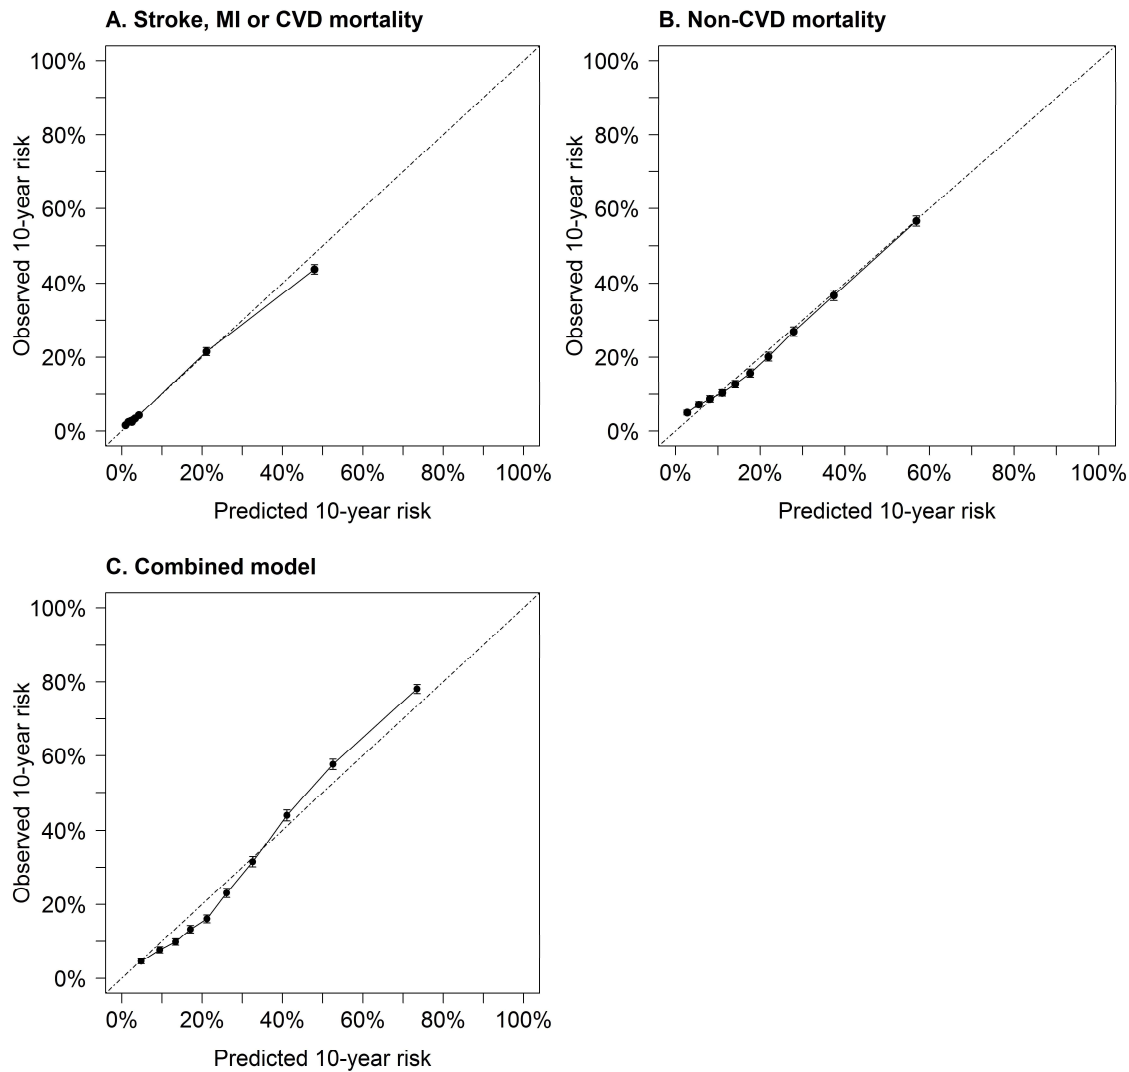 A. Stroke, MI or CVD mortality
Observed 10-year risk
100%
80%
60%
40%
20%
0%
0% 20% 40% 60% 80% 100%
Predicted 10-year risk
B. Non-CVD mortality
Observed 10-year risk
100%
80%
60%
40%
20%
0%
0% 20% 40% 60% 80% 100%
Predicted 10-year risk
C. Combined model
Observed 10-year risk
100%
80%
60%
40%
20%
0%
0% 20% 40% 60% 80% 100%
Predicted 10-year risk